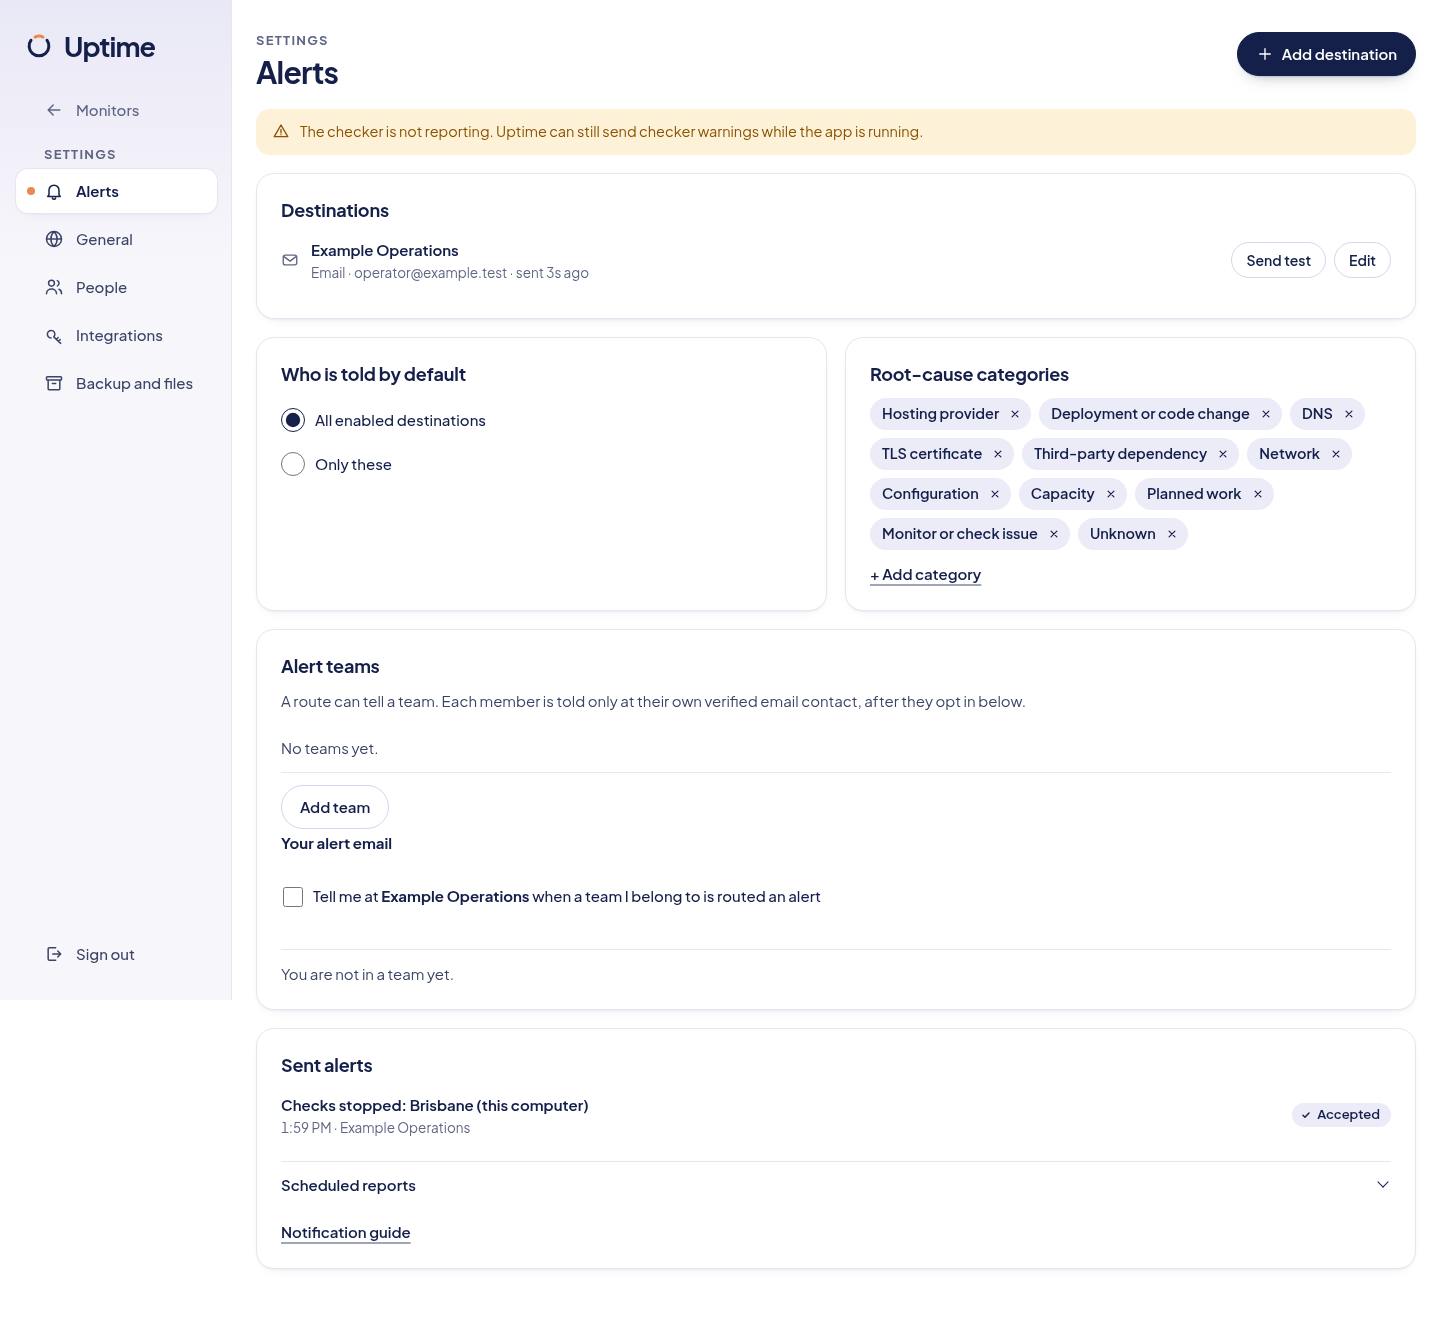 Uptime
Monitors
SETTINGS
Alerts
General
People
Integrations
Backup and files
Sign out
SETTINGS
Alerts
Add destination
The checker is not reporting. Uptime can still send checker warnings while the app is running.
Destinations
Example Operations
Email · operator@example.test · sent 3s ago
Send test
Edit
Who is told by default
All enabled destinations
Only these
Root-cause categories
Hosting provider ×
Deployment or code change ×
DNS ×
TLS certificate ×
Third-party dependency ×
Network ×
Configuration ×
Capacity ×
Planned work ×
Monitor or check issue ×
Unknown ×
+ Add category
Alert teams
A route can tell a team. Each member is told only at their own verified email contact, after they opt in below.
No teams yet.
Add team
Your alert email
Tell me at Example Operations when a team I belong to is routed an alert
You are not in a team yet.
Sent alerts
Checks stopped: Brisbane (this computer)
1:59 PM · Example Operations
Accepted
Scheduled reports
Notification guide